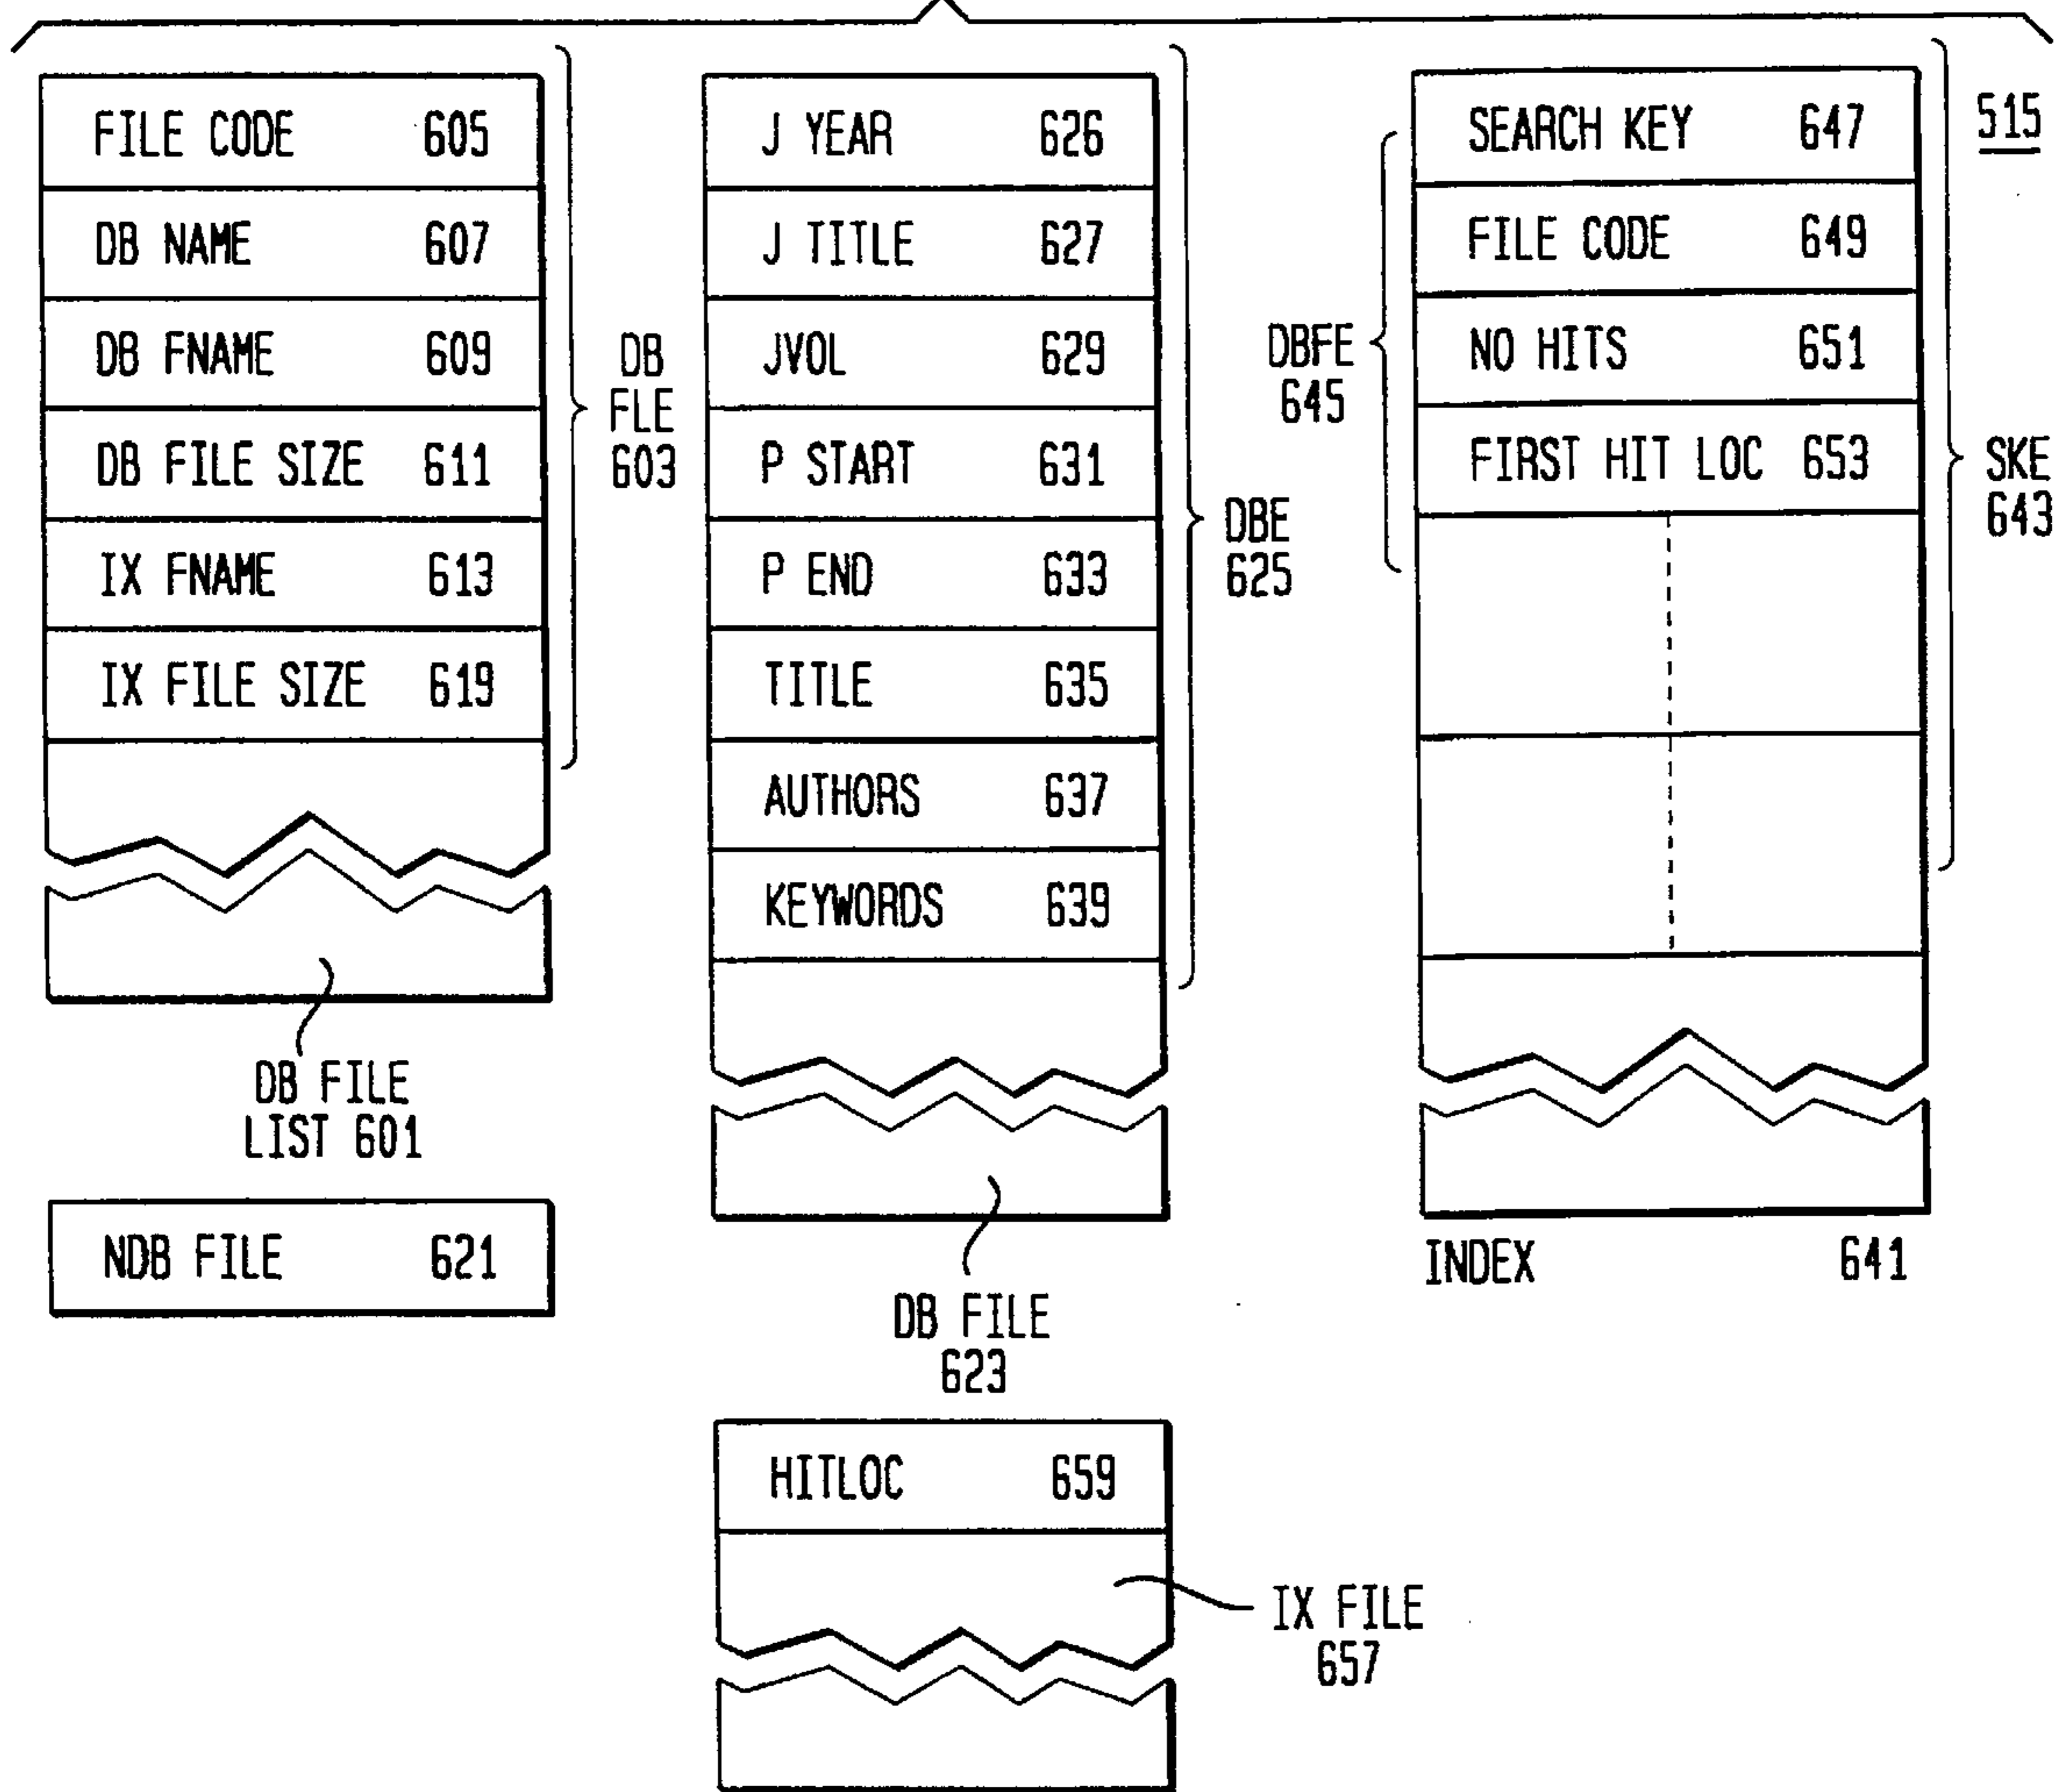 FILE CODE 605
DB NAME 607
DB FNAME 609
DB FILE SIZE 611
IX FNAME 613
IX FILE SIZE 619
DB
FLE
603
DB FILE
LIST 601
NDB FILE 621
J YEAR 626
J TITLE 627
JVOL 629
P START 631
P END 633
TITLE 635
AUTHORS 637
KEYWORDS 639
DBE
625
DB FILE
623
HITLOC 659
IX FILE
657
515
SEARCH KEY 647
FILE CODE 649
NO HITS 651
FIRST HIT LOC 653
DBFE
645
SKE
643
INDEX 641